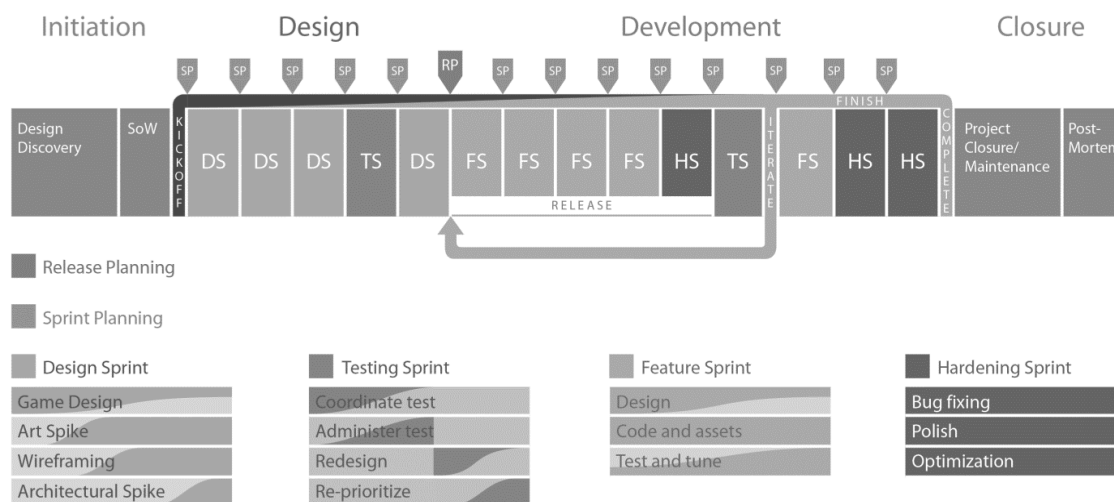 Initiation
Design
Development
Closure
SP
SP
SP
SP
SP
RP
SP
SP
SP
SP
SP
SP
SP
SP
FINISH
Design
Discovery
SoW
KICKOFF
DS
DS
DS
TS
DS
FS
FS
FS
FS
HS
TS
ITERATE
FS
HS
HS
COMPLETE
Project
Closure/
Maintenance
Post-
Mortem
RELEASE
Release Planning
Sprint Planning
Design Sprint
Game Design
Art Spike
Wireframing
Architectural Spike
Testing Sprint
Coordinate test
Administer test
Redesign
Re-prioritize
Feature Sprint
Design
Code and assets
Test and tune
Hardening Sprint
Bug fixing
Polish
Optimization